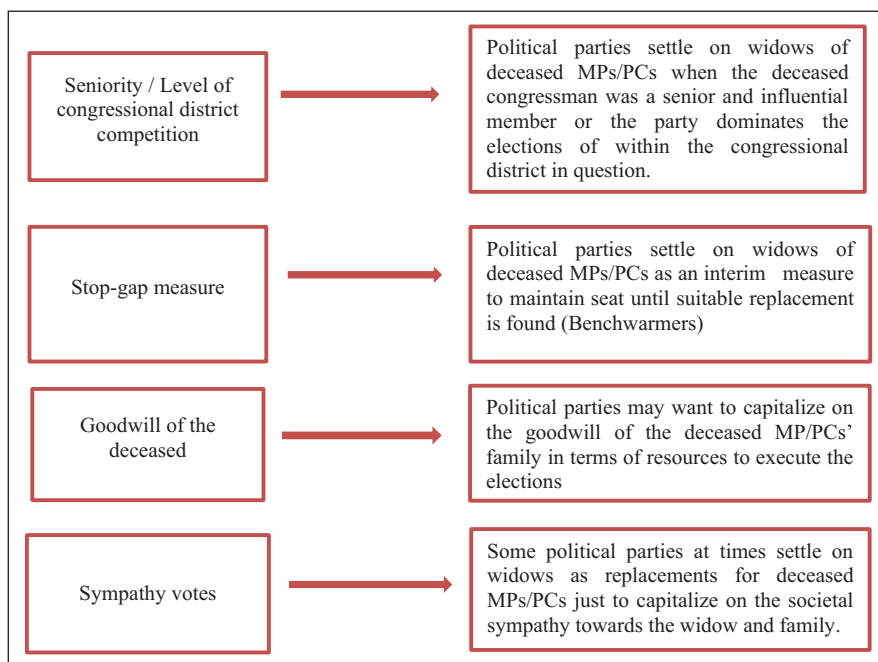 Seniority / Level of
congressional district
competition
Political parties settle on widows of
deceased MPs/PCs when the deceased
congressman was a senior and influential
member or the party dominates the
elections of within the congressional
district in question.
Stop-gap measure
Political parties settle on widows of
deceased MPs/PCs as an interim measure
to maintain seat until suitable replacement
is found (Benchwarmers)
Goodwill of the
deceased
Political parties may want to capitalize on
the goodwill of the deceased MP/PCs’
family in terms of resources to execute the
elections
Sympathy votes
Some political parties at times settle on
widows as replacements for deceased
MPs/PCs just to capitalize on the societal
sympathy towards the widow and family.